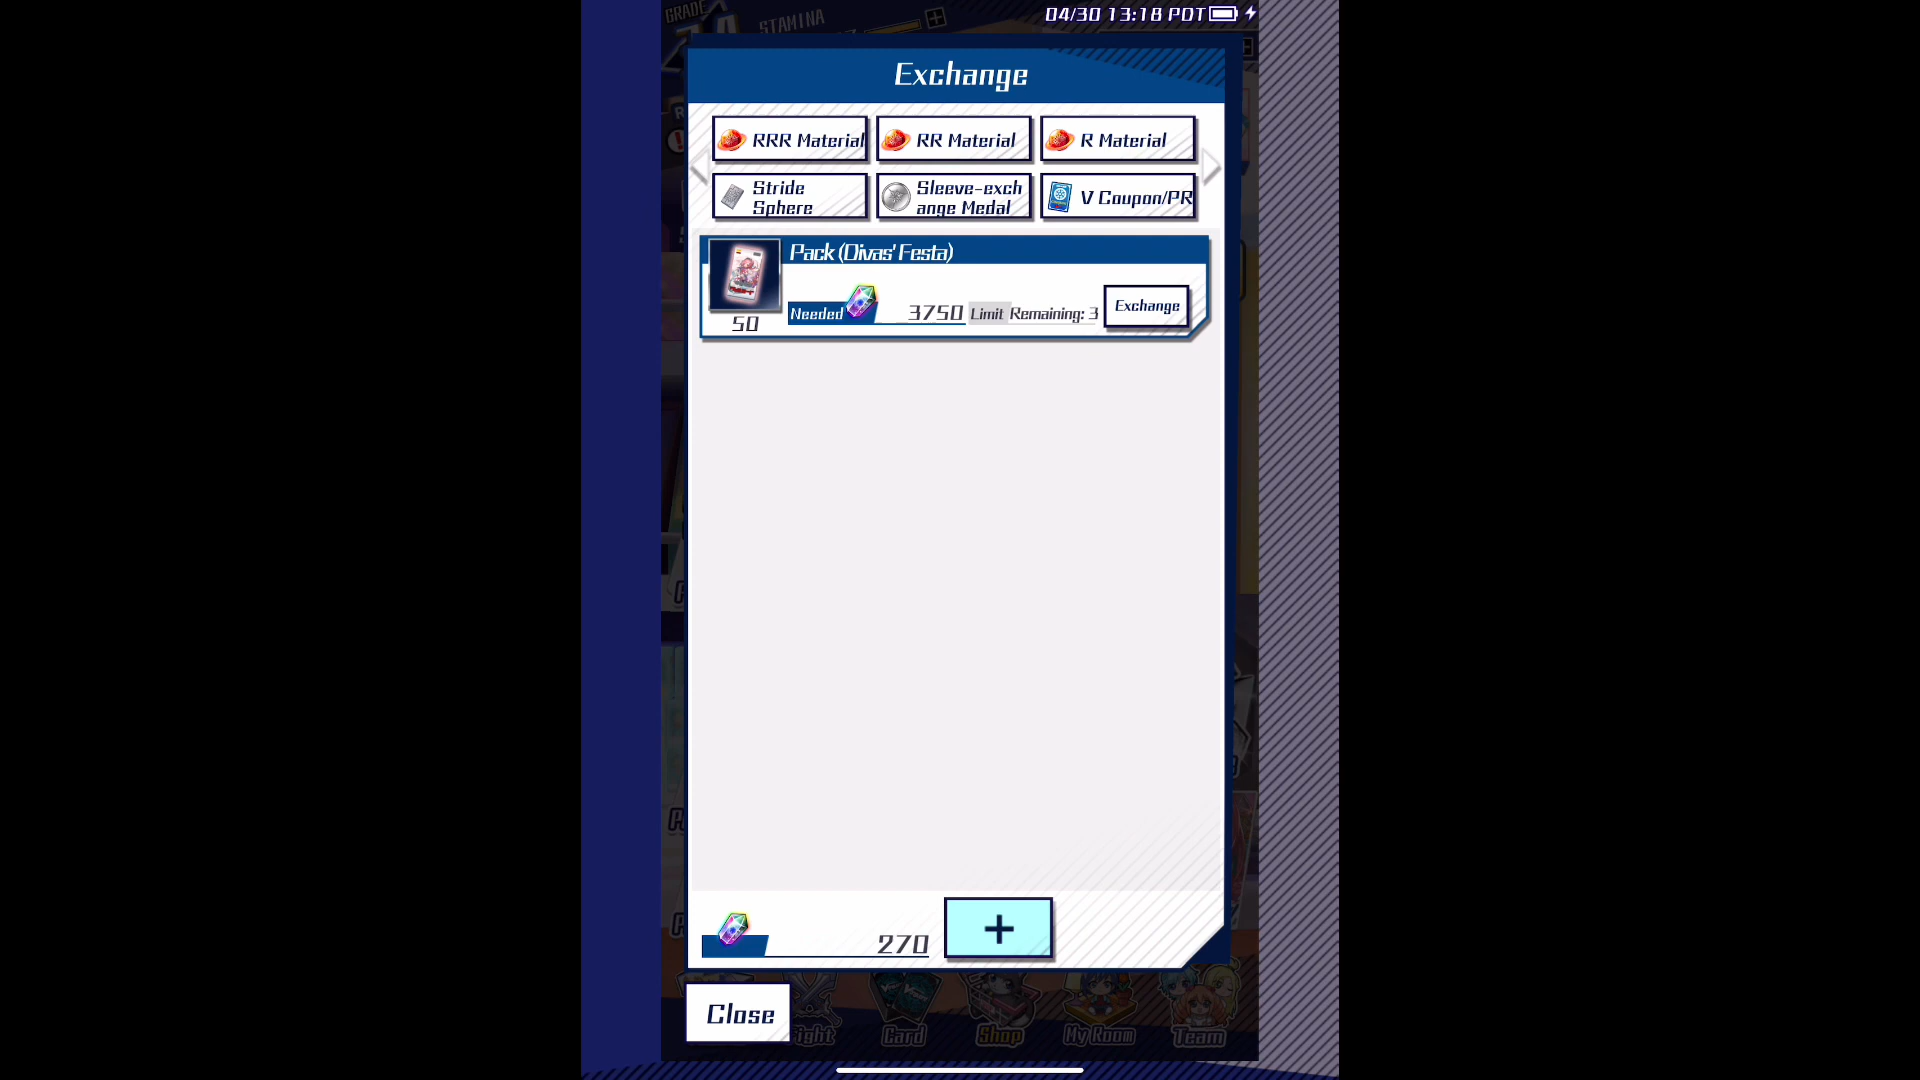 GRADE
STAMINA
04/30 13:18 PDT
Exchange
RRR Material
RR Material
R Material
Stride
Sphere
Sleeve-exch
ange Medal
V Coupon/PR
Pack (Divas' Festa)
50
Needed
3750
Limit
Remaining: 3
Exchange
270
+
Close
ight
Card
Shop
My Room
Team